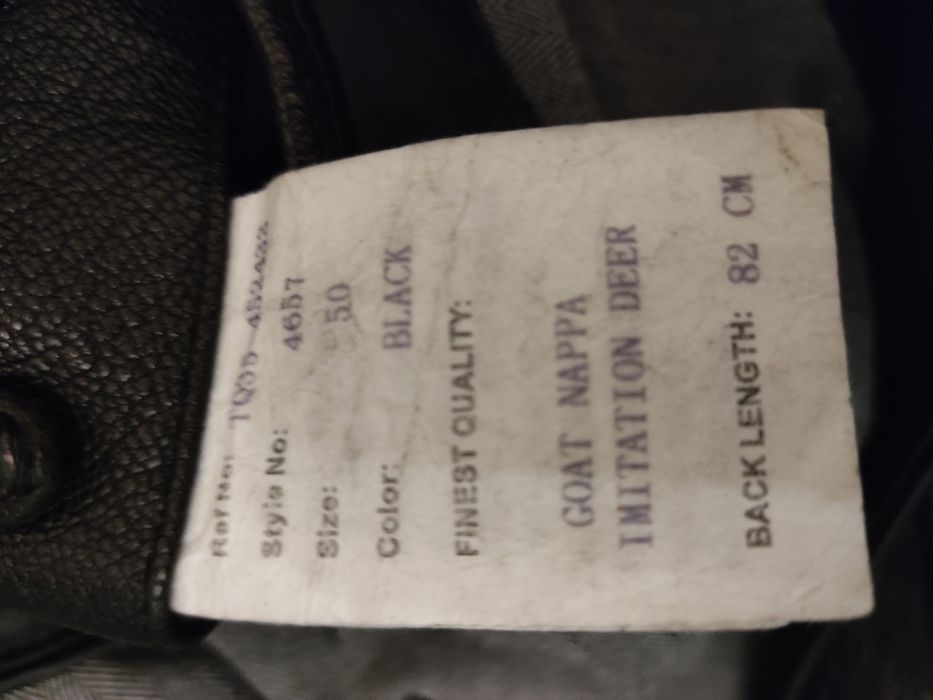 Ref No:
Style No: 4657
Size: 50
Color: BLACK
FINEST QUALITY:
GOAT NAPPA
IMITATION DEER
BACK LENGTH: 82 CM